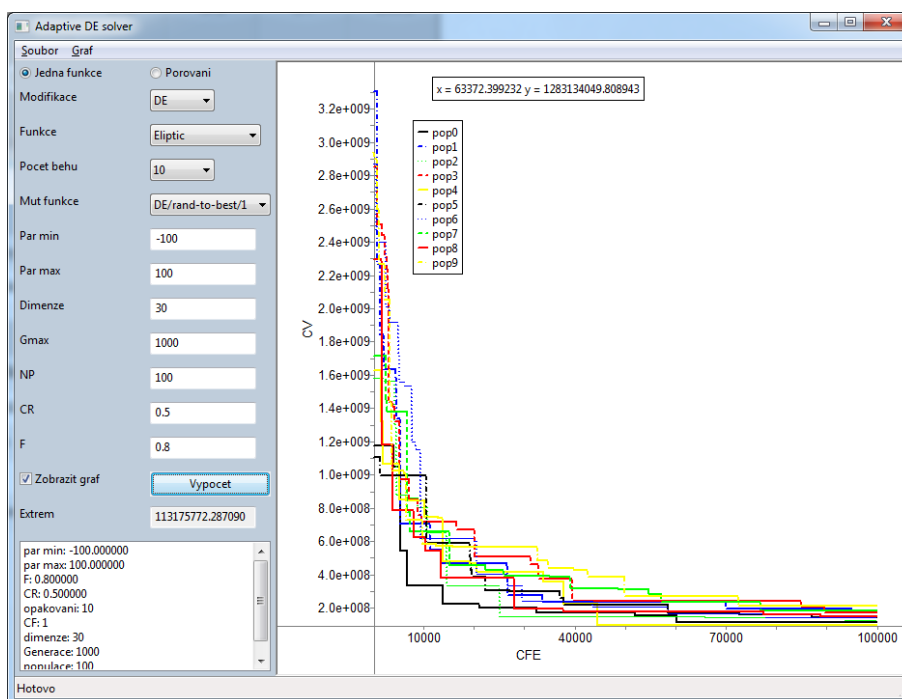 Adaptive DE solver
Soubor Graf
Jedna funkce Porovani
Modifikace DE
Funkce Eliptic
Pocet behu 10
Mut funkce DE/rand-to-best/1
Par min -100
Par max 100
Dimenze 30
Gmax 1000
NP 100
CR 0.5
F 0.8
Zobrazit graf Vypocet
Extrem 113175772.287090
par min: -100.000000
par max: 100.000000
F: 0.800000
CR: 0.500000
opakovani: 10
CF: 1
dimenze: 30
Generace: 1000
populace: 100
Hotovo
x = 63372.399232 y = 1283134049.808943
pop0
pop1
pop2
pop3
pop4
pop5
pop6
pop7
pop8
pop9
3.2e+009
3.0e+009
2.8e+009
2.6e+009
2.4e+009
2.2e+009
2.0e+009
1.8e+009
1.6e+009
1.4e+009
1.2e+009
1.0e+009
8.0e+008
6.0e+008
4.0e+008
2.0e+008
CV
10000 40000 70000 100000
CFE